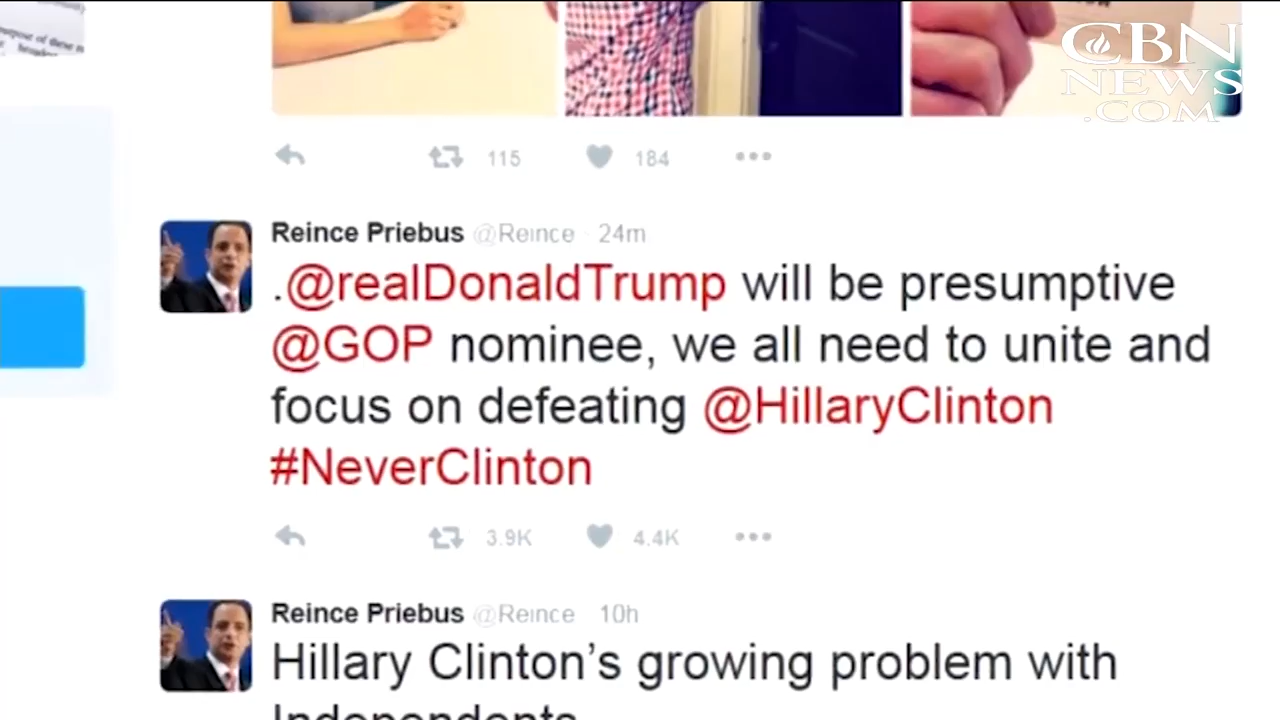 CBN
NEWS
.COM
115 184
Reince Priebus @Reince 24m
.@realDonaldTrump will be presumptive
@GOP nominee, we all need to unite and
focus on defeating @HillaryClinton
#NeverClinton
3.9K 4.4K
Reince Priebus @Reince 10h
Hillary Clinton’s growing problem with
Independents